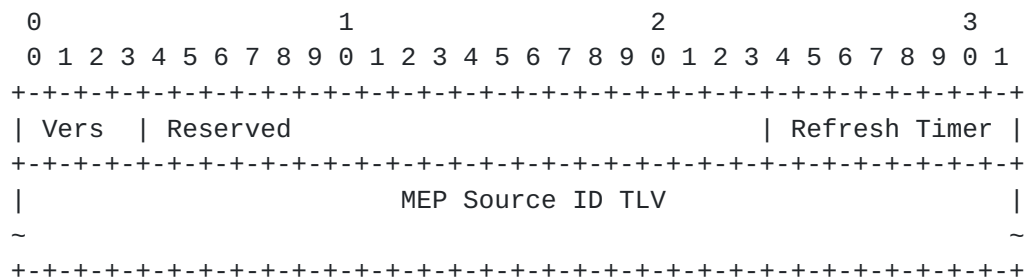 0                   1                   2                   3
 0 1 2 3 4 5 6 7 8 9 0 1 2 3 4 5 6 7 8 9 0 1 2 3 4 5 6 7 8 9 0 1
+-+-+-+-+-+-+-+-+-+-+-+-+-+-+-+-+-+-+-+-+-+-+-+-+-+-+-+-+-+-+-+-+
| Vers  | Reserved                              | Refresh Timer |
+-+-+-+-+-+-+-+-+-+-+-+-+-+-+-+-+-+-+-+-+-+-+-+-+-+-+-+-+-+-+-+-+
|                        MEP Source ID TLV                      |
~                                                               ~
+-+-+-+-+-+-+-+-+-+-+-+-+-+-+-+-+-+-+-+-+-+-+-+-+-+-+-+-+-+-+-+-+